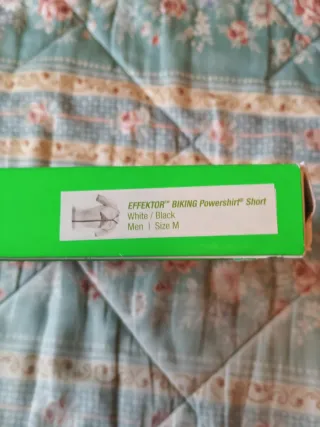 EFFEKTOR™ BIKING Powershirt® Short
White / Black
Men | Size M